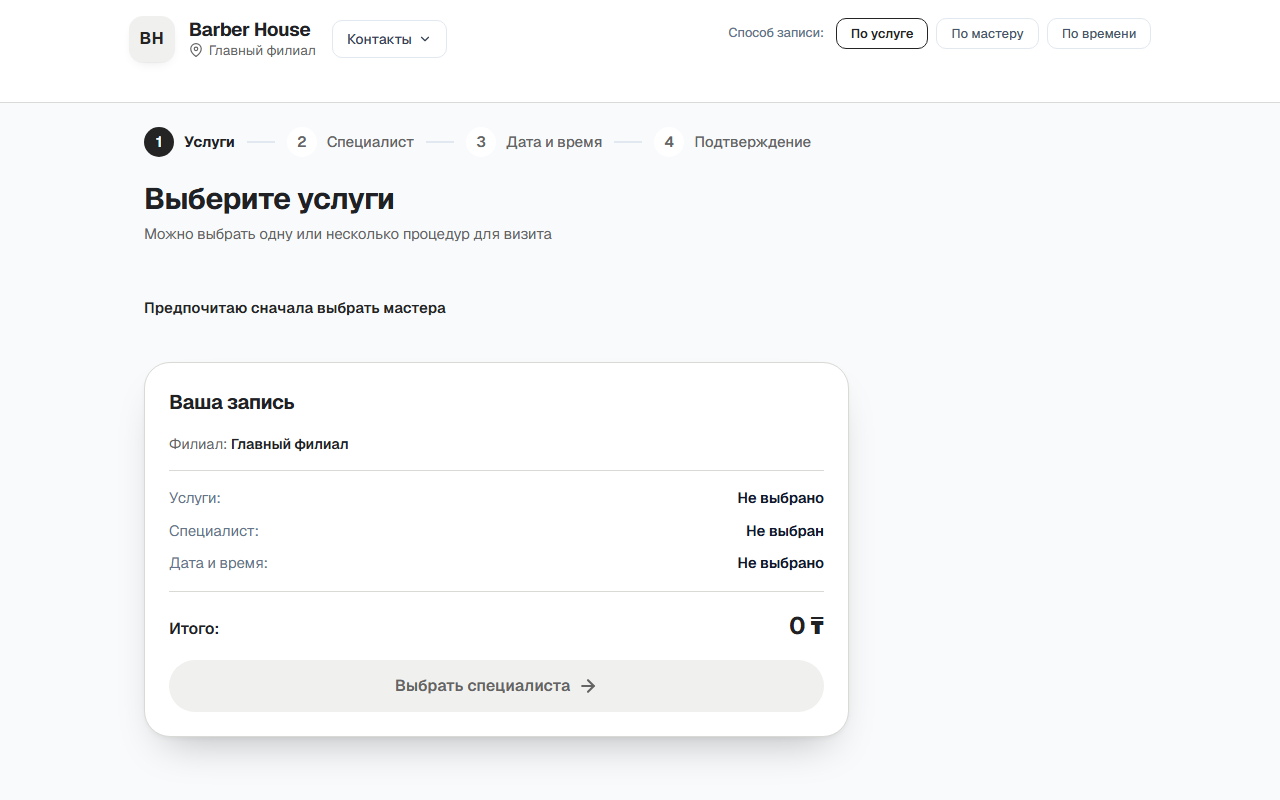 BH
Barber House
Главный филиал
Контакты
Способ записи:
По услуге
По мастеру
По времени
1 Услуги
2 Специалист
3 Дата и время
4 Подтверждение
Выберите услуги
Можно выбрать одну или несколько процедур для визита
Предпочитаю сначала выбрать мастера
Ваша запись
Филиал: Главный филиал
Услуги: Не выбрано
Специалист: Не выбран
Дата и время: Не выбрано
Итого: 0 ₸
Выбрать специалиста →